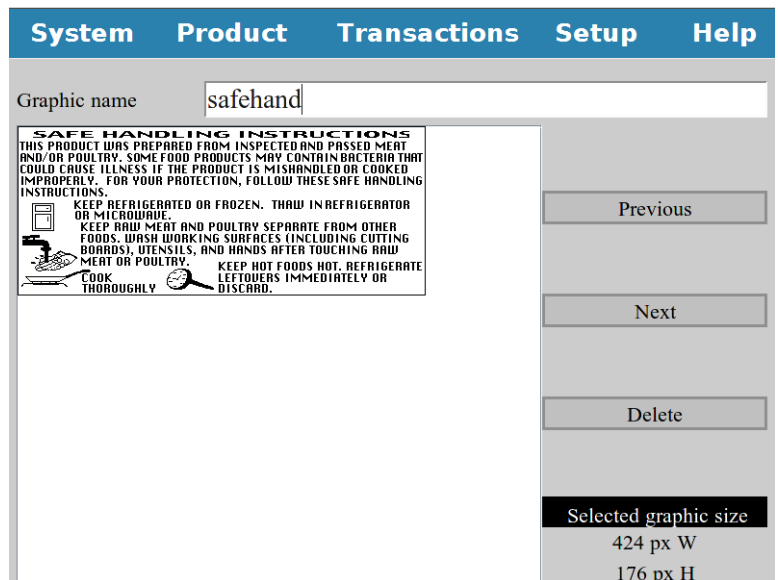 System Product Transactions Setup Help
Graphic name safehand
SAFE HANDLING INSTRUCTIONS
THIS PRODUCT WAS PREPARED FROM INSPECTED AND PASSED MEAT
AND/OR POULTRY. SOME FOOD PRODUCTS MAY CONTAIN BACTERIA THAT
COULD CAUSE ILLNESS IF THE PRODUCT IS MISHANDLED OR COOKED
IMPROPERLY. FOR YOUR PROTECTION, FOLLOW THESE SAFE HANDLING
INSTRUCTIONS.
KEEP REFRIGERATED OR FROZEN. THAW IN REFRIGERATOR
OR MICROWAVE.
KEEP RAW MEAT AND POULTRY SEPARATE FROM OTHER
FOODS. WASH WORKING SURFACES (INCLUDING CUTTING
BOARDS), UTENSILS, AND HANDS AFTER TOUCHING RAW
MEAT OR POULTRY.
COOK
THOROUGHLY
KEEP HOT FOODS HOT. REFRIGERATE
LEFTOVERS IMMEDIATELY OR
DISCARD.
Previous
Next
Delete
Selected graphic size
424 px W
176 px H